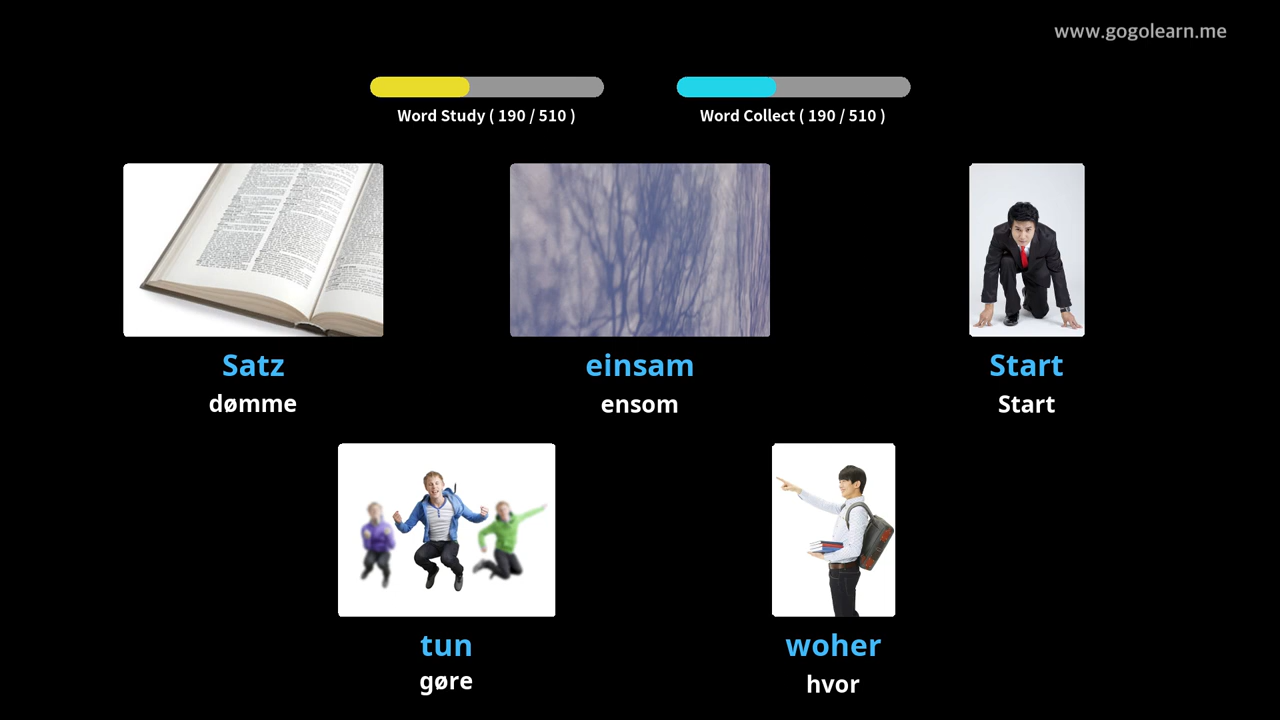 www.gogolearn.me
Word Study ( 190 / 510 )
Word Collect ( 190 / 510 )
Satz
dømme
einsam
ensom
Start
Start
tun
gøre
woher
hvor